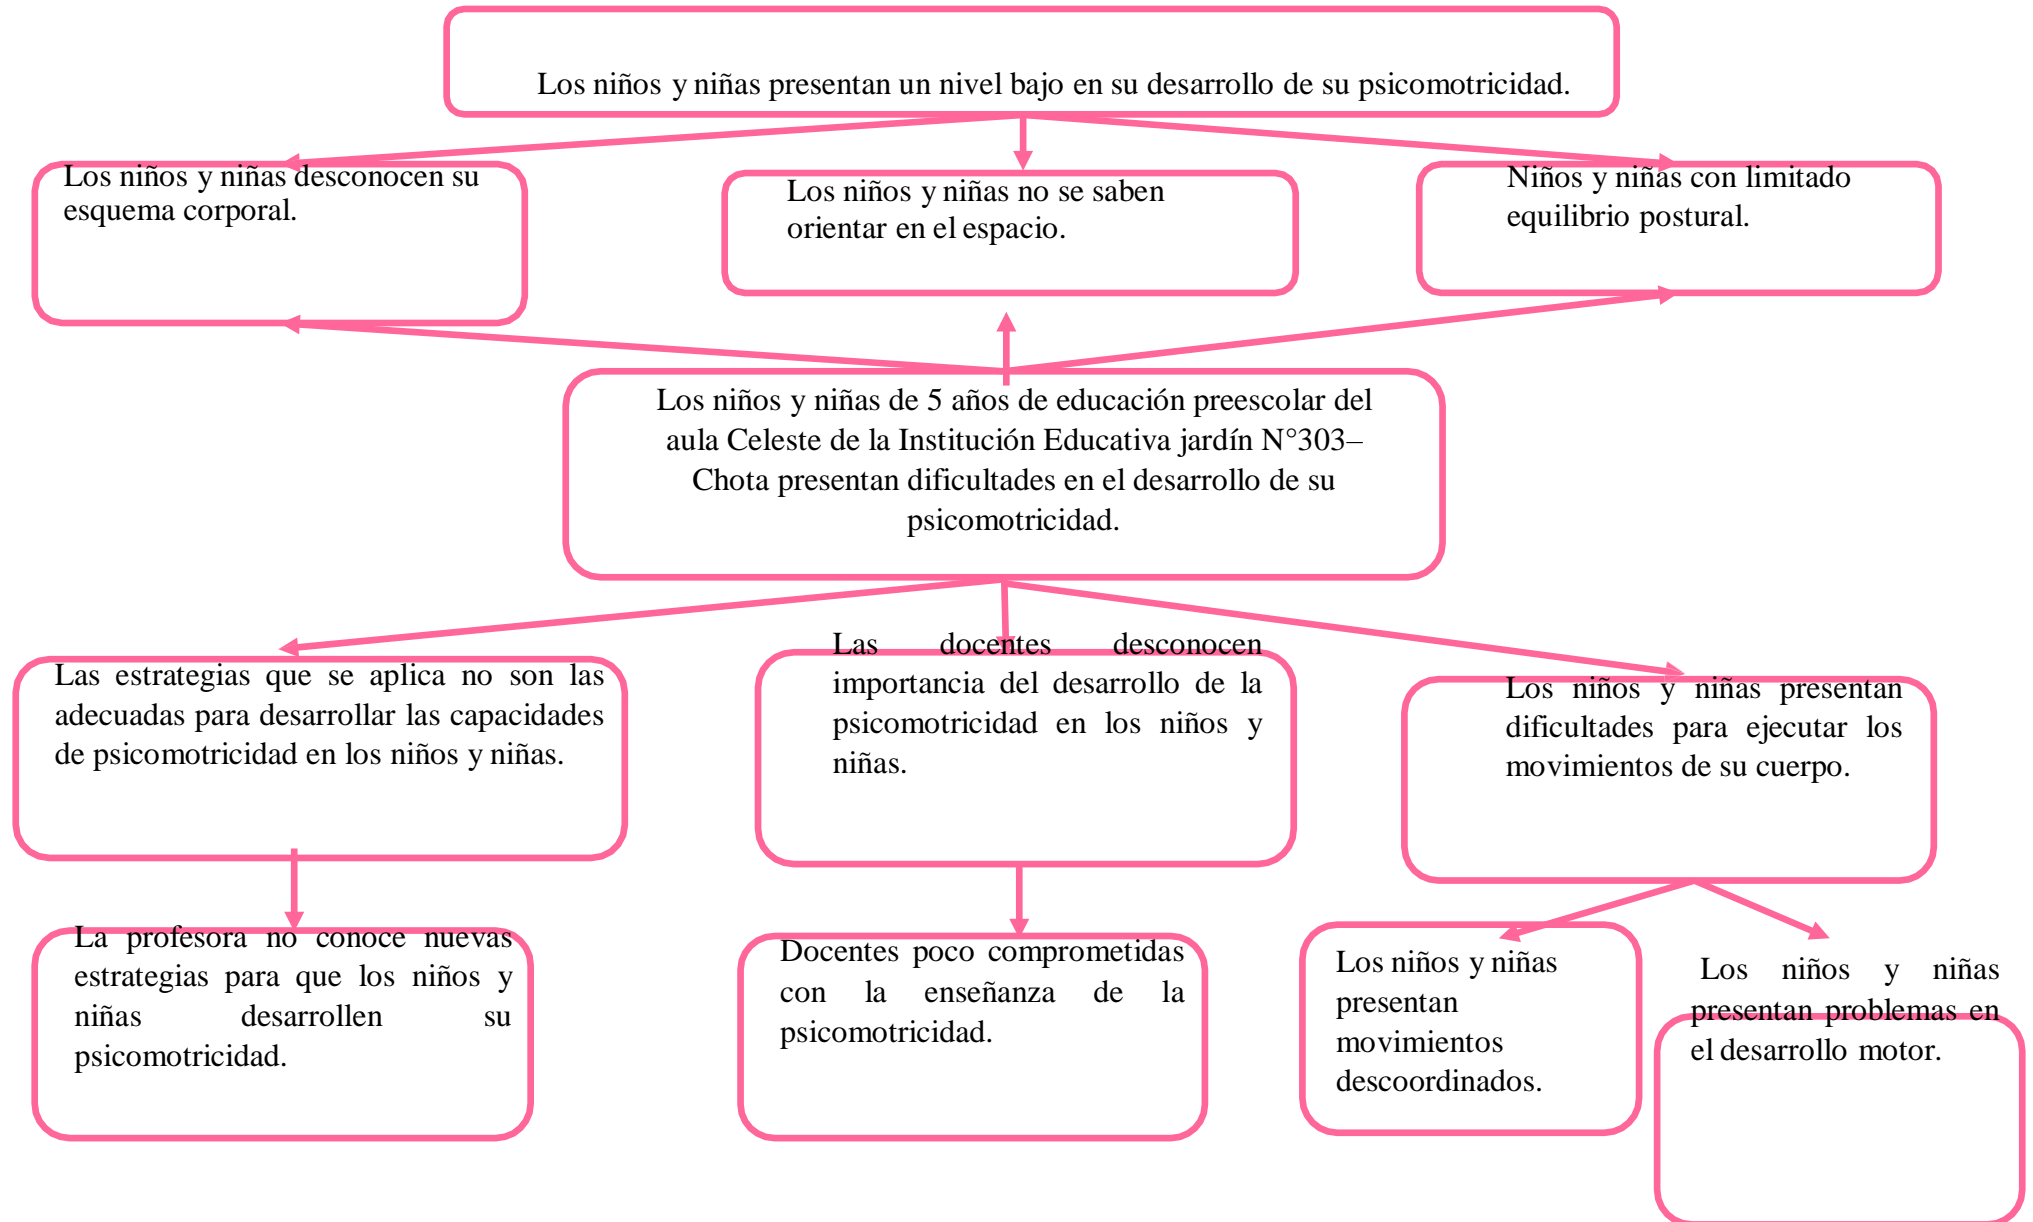 Los niños y niñas presentan un nivel bajo en su desarrollo de su psicomotricidad.
Los niños y niñas desconocen su
esquema corporal.
Los niños y niñas no se saben
orientar en el espacio.
Niños y niñas con limitado
equilibrio postural.
Los niños y niñas de 5 años de educación preescolar del
aula Celeste de la Institución Educativa jardín N°303–
Chota presentan dificultades en el desarrollo de su
psicomotricidad.
Las estrategias que se aplica no son las
adecuadas para desarrollar las capacidades
de psicomotricidad en los niños y niñas.
Las docentes desconocen
importancia del desarrollo de la
psicomotricidad en los niños y
niñas.
Los niños y niñas presentan
dificultades para ejecutar los
movimientos de su cuerpo.
La profesora no conoce nuevas
estrategias para que los niños y
niñas desarrollen su
psicomotricidad.
Docentes poco comprometidas
con la enseñanza de la
psicomotricidad.
Los niños y niñas
presentan
movimientos
descoordinados.
Los niños y niñas
presentan problemas en
el desarrollo motor.